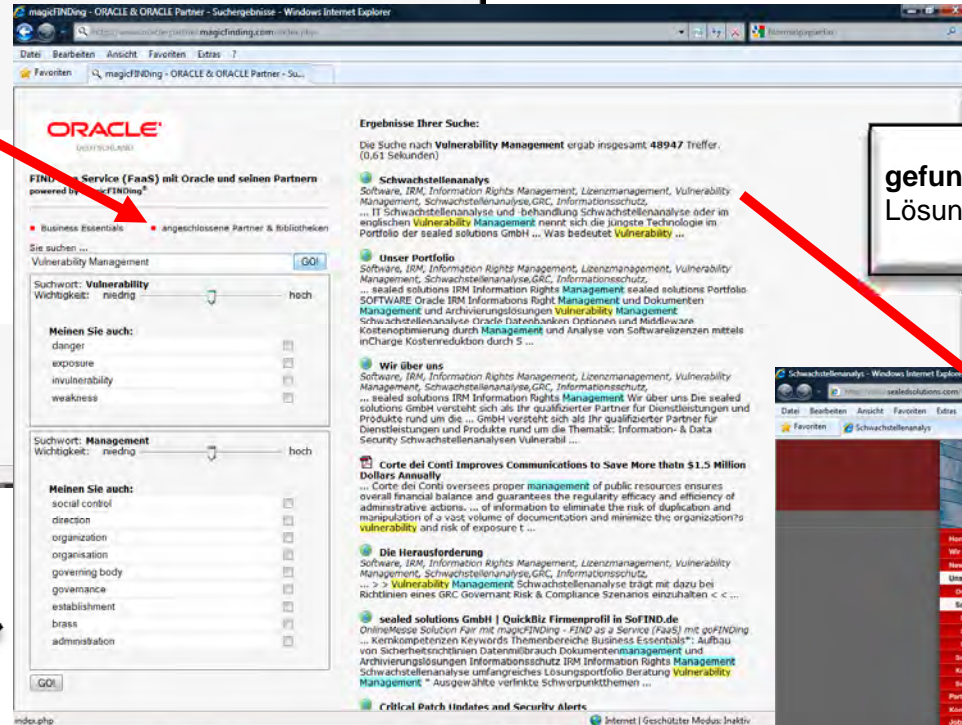 magicFINDing - ORACLE & ORACLE Partner - Suchergebnisse - Windows Internet Explorer
magicfinding.com
Datei Bearbeiten Ansicht Favoriten Extras ?
Favoriten magicFINDing - ORACLE & ORACLE Partner - Su...
ORACLE
DEUTSCHLAND
Service (FaaS) mit Oracle und seinen Partnern
powered by
Business Essentials angeschlossene Partner & Bibliotheken
Sie suchen ...
Vulnerability Management GO!
Suchwort: Vulnerability
Wichtigkeit: niedrig hoch
Meinen Sie auch:
danger
exposure
invulnerability
weakness
Suchwort: Management
Wichtigkeit: niedrig hoch
Meinen Sie auch:
social control
direction
organization
organisation
governing body
governance
establishment
brass
administration
GO!
index.php
Ergebnisse Ihrer Suche:
Die Suche nach Vulnerability Management ergab insgesamt 48947 Treffer.
(0.61 Sekunden)
Schwachstellenanalys
Software, IRM, Information Rights Management, Lizenzmanagement, Vulnerability
Management, Schwachstellenanalyse,GRC, Informationsschutz,
... IT Schwachstellenanalyse und -behandlung Schwachstellenanalyse oder im
englischen Vulnerability Management nennt sich die jüngste Technologie im
Portfolio der sealed solutions GmbH ... Was bedeutet Vulnerability ...
Unser Portfolio
Software, IRM, Information Rights Management, Lizenzmanagement, Vulnerability
Management, Schwachstellenanalyse,GRC, Informationsschutz,
... sealed solutions IRM Information Rights Management sealed solutions Portfolio
SOFTWARE Oracle IRM Informations Right Management und Dokumenten
Management und Archivierungslösungen Vulnerability Management
Schwachstellenanalyse Oracle Datenbanken Optionen und Middleware
Kostenoptimierung durch Management und Analyse von Softwarelizenzen mittels
inCharge Kostenreduktion durch S ...
Wir über uns
Software, IRM, Information Rights Management, Lizenzmanagement, Vulnerability
Management, Schwachstellenanalyse,GRC, Informationsschutz,
... sealed solutions IRM Information Rights Management Wir über uns Die sealed
solutions GmbH versteht sich als Ihr qualifizierter Partner für Dienstleistungen und
Produkte rund um die ... GmbH versteht sich als Ihr qualifizierter Partner für
Dienstleistungen und Produkte rund um die Thematik: Information- & Data
Security Schwachstellenanalysen Vulnerabil ...
Corte dei Conti Improves Communications to Save More thatn $1.5 Million
Dollars Annually
... Corte dei Conti oversees proper management of public resources ensures
overall financial balance and guarantees the regularity efficacy and efficiency of
administrative actions. ... of information to eliminate the risk of duplication and
manipulation of a vast volume of documentation and minimize the organization?s
vulnerability and risk of exposure t ...
Die Herausforderung
Software, IRM, Information Rights Management, Lizenzmanagement, Vulnerability
Management, Schwachstellenanalyse,GRC, Informationsschutz,
... > > Vulnerability Management Schwachstellenanalyse trägt mit dazu bei
Richtlinien eines GRC Governant Risk & Compliance Szenarios einzuhalten < < ...
sealed solutions GmbH | QuickBiz Firmenprofil in SoFIND.de
OnlineMesse Solution Fair mit magicFINDing - FIND as a Service (FaaS) mit goFINDing
... Kernkompetenzen Keywords Themenbereiche Business Essentials*: Aufbau
von Sicherheitsrichtlinien Datenmißbrauch Dokumentenmanagement und
Archivierungslösungen Informationsschutz IRM Information Rights Management
Schwachstellenanalyse umfangreiches Lösungsportfolio Beratung Vulnerability
Management * Ausgewählte verlinkte Schwerpunktthemen ...
Critical Patch Updates and Security Alerts
Internet | Geschützter Modus: Inaktiv
gefun
Lösun
Schwachstellenanalys - Windows Internet Explorer
sealedsolutions.com
Datei Bearbeiten Ansicht Favoriten Extras
Favoriten Schwachstellenanalys